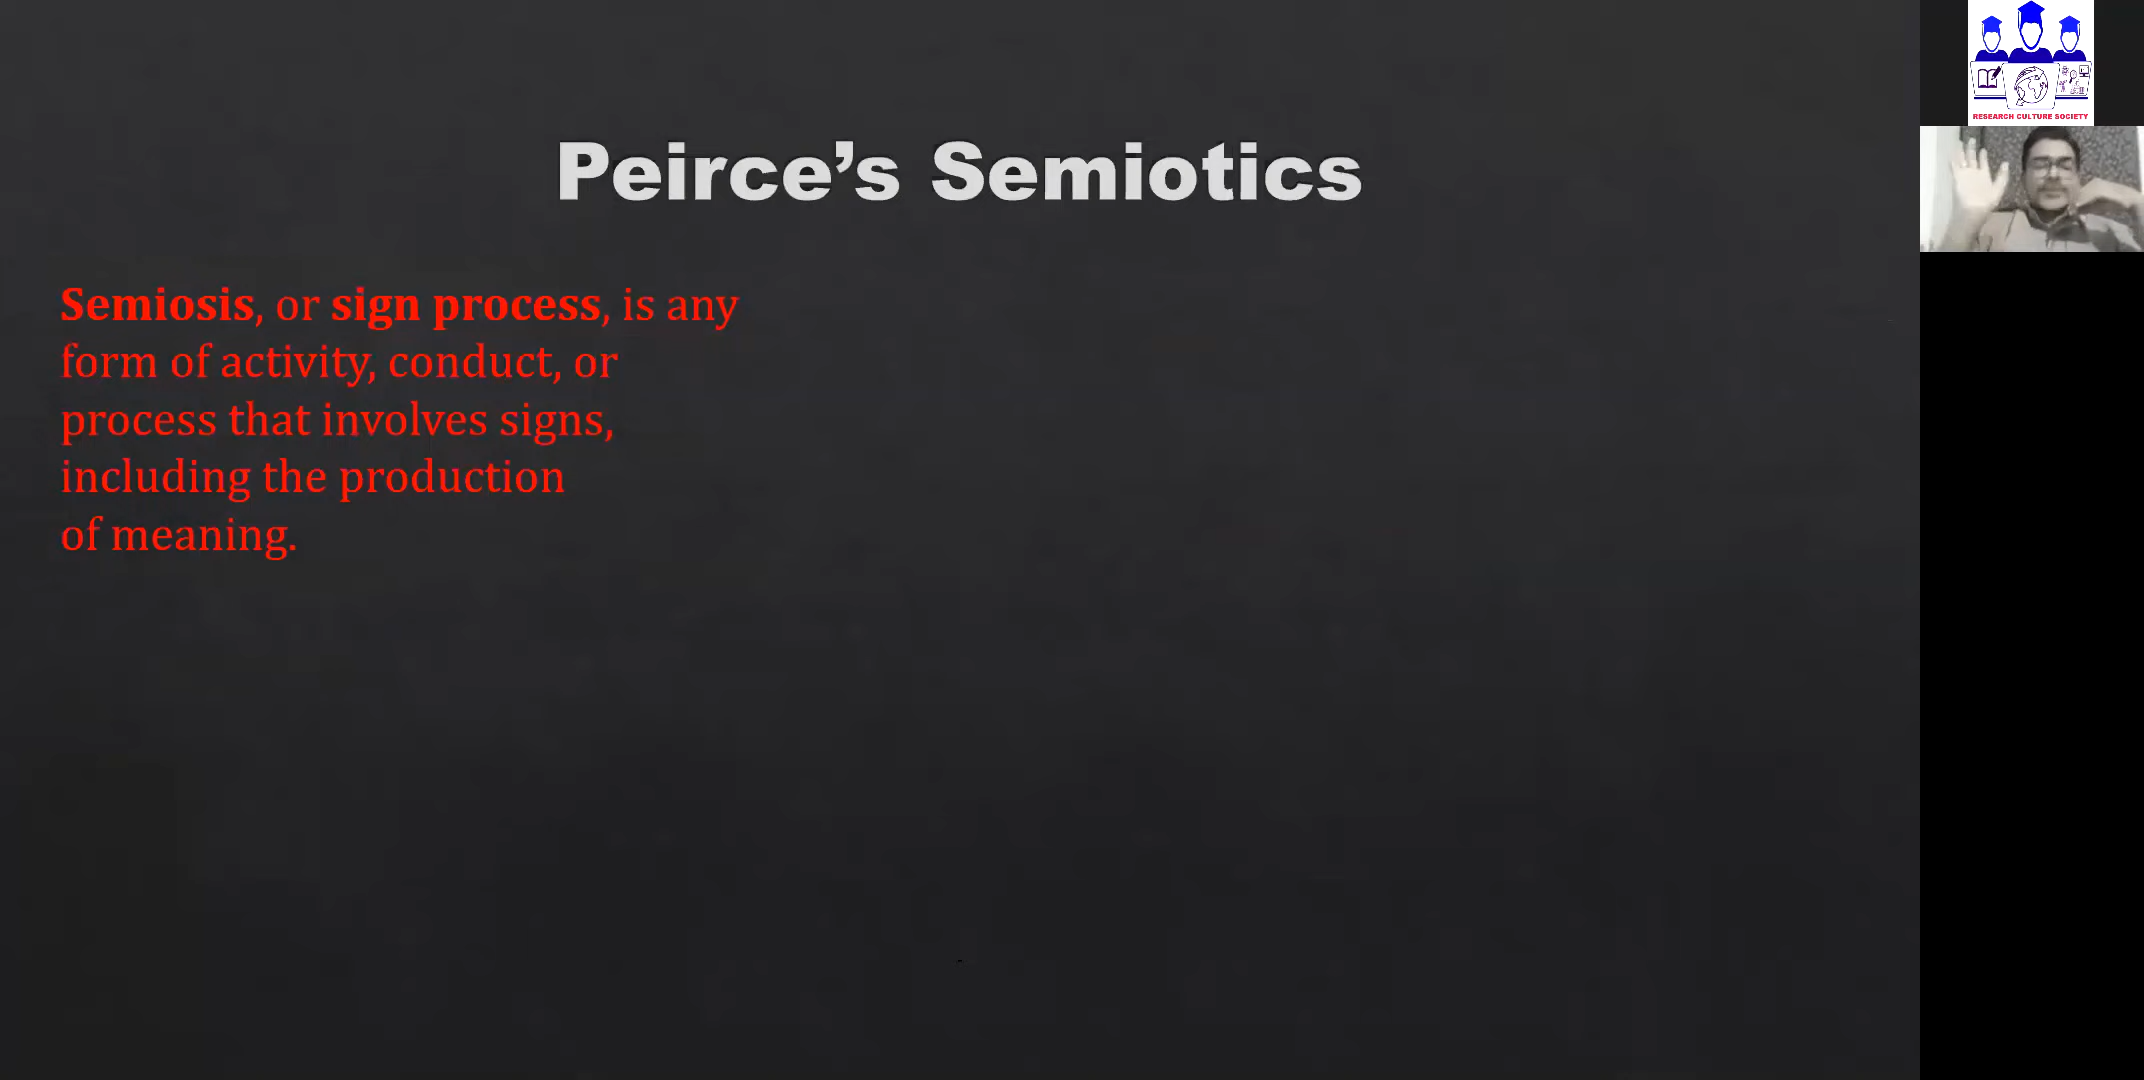 RESEARCH CULTURE SOCIETY
Peirce’s Semiotics
Semiosis, or sign process, is any
form of activity, conduct, or
process that involves signs,
including the production
of meaning.